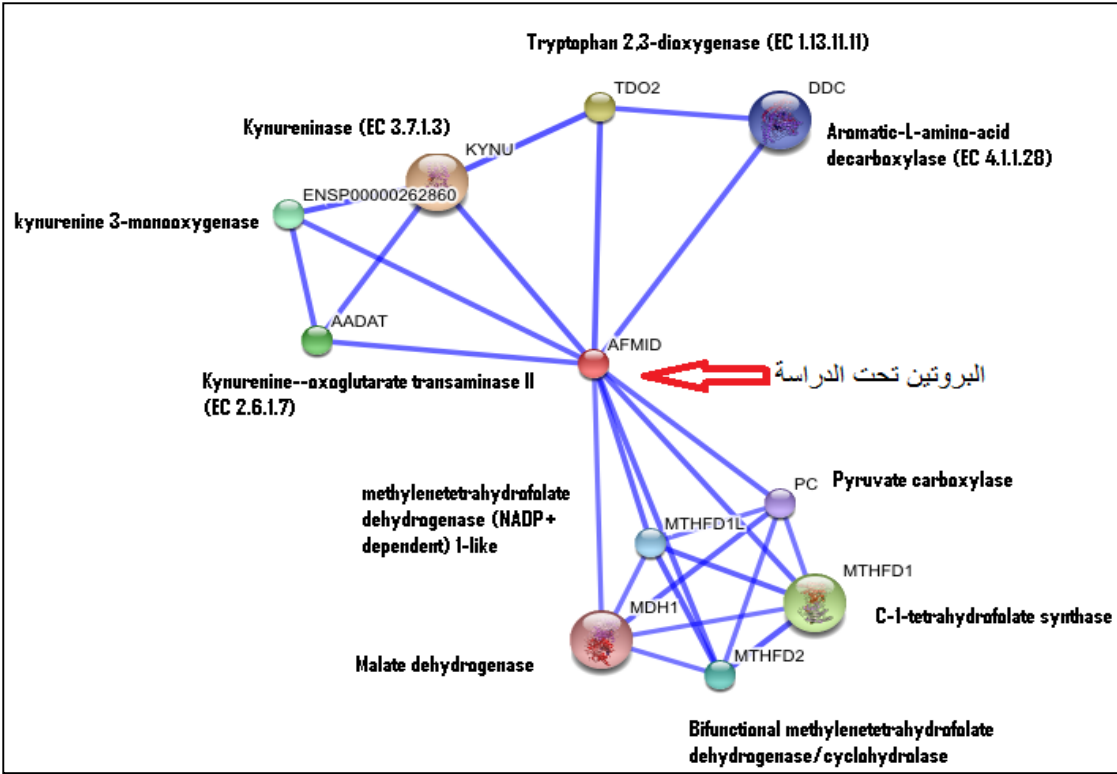 Tryptophan 2,3-dioxygenase (EC 1.13.11.11)
TDO2
DDC
Kynureninase (EC 3.7.1.3)
Aromatic-L-amino-acid
decarboxylase (EC 4.1.1.28)
KYNU
ENSP00000262860
kynurenine 3-monooxygenase
AADAT
AFMID
البروتين تحت الدراسة
Kynurenine--oxoglutarate transaminase II
(EC 2.6.1.7)
PC
Pyruvate carboxylase
methylenetetrahydrofolate
dehydrogenase (NADP+
dependent) 1-like
MTHFD1L
MTHFD1
C-1-tetrahydrofolate synthase
MDH1
Malate dehydrogenase
MTHFD2
Bifunctional methylenetetrahydrofolate
dehydrogenase/cyclohydrolase